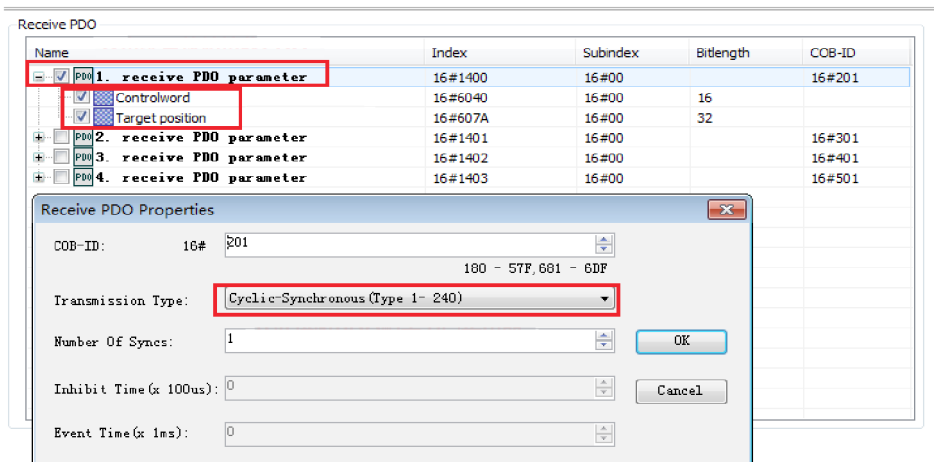 Receive PDO
Name Index Subindex Bitlength COB-ID
PDO 1. receive PDO parameter 16#1400 16#00 16#201
Controlword 16#6040 16#00 16
Target position 16#607A 16#00 32
PDO 2. receive PDO parameter 16#1401 16#00 16#301
PDO 3. receive PDO parameter 16#1402 16#00 16#401
PDO 4. receive PDO parameter 16#1403 16#00 16#501
Receive PDO Properties
COB-ID: 16# 201
180 - 57F,681 - 6DF
Transmission Type: Cyclic-Synchronous(Type 1- 240)
Number Of Syncs: 1 OK
Inhibit Time(x 100us): 0 Cancel
Event Time(x 1ms): 0